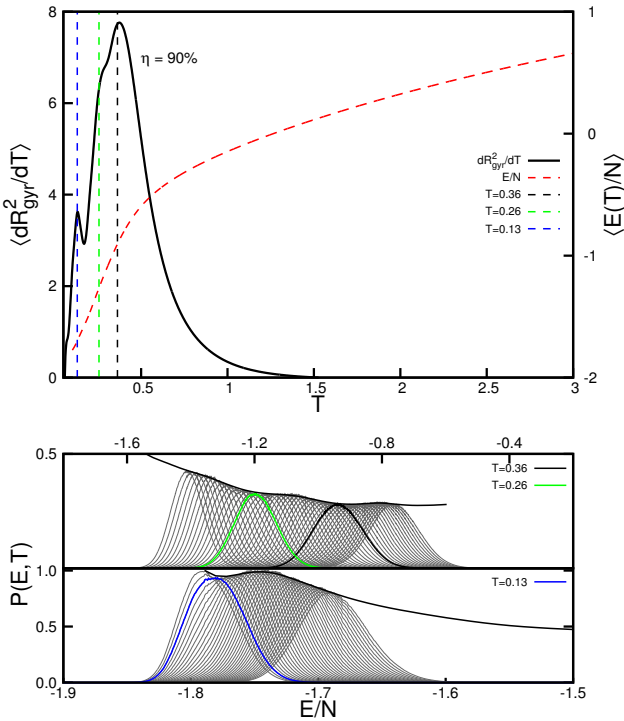 8
6
4
2
0
⟨dR²gyr/dT⟩
1
0
-1
-2
⟨E(T)/N⟩
η = 90%
dR²gyr/dT
E/N
T=0.36
T=0.26
T=0.13
0.5 1 1.5 2 2.5 3
T
-1.6 -1.2 -0.8 -0.4
0.5
T=0.36
T=0.26
P(E,T)
1.0
T=0.13
0.5
0.0
-1.9 -1.8 -1.7 -1.6 -1.5
E/N